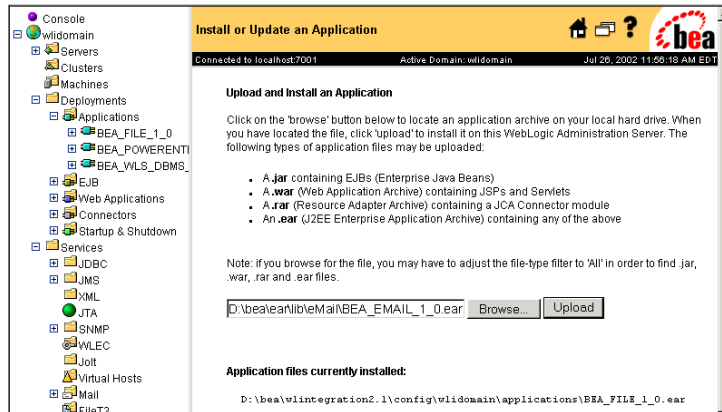 Console
wlidomain
Servers
Clusters
Machines
Deployments
Applications
BEA_FILE_1_0
BEA_POWERENTI
BEA_WLS_DBMS_
EJB
Web Applications
Connectors
Startup & Shutdown
Services
JDBC
JMS
XML
JTA
SNMP
WLEC
Jolt
Virtual Hosts
Mail
FileT3
Install or Update an Application
?
bea
Connected to localhost:7001 Active Domain: wlidomain Jul 26, 2002 11:56:18 AM EDT
Upload and Install an Application
Click on the 'browse' button below to locate an application archive on your local hard drive. When
you have located the file, click 'upload' to install it on this WebLogic Administration Server. The
following types of application files may be uploaded:
A .jar containing EJBs (Enterprise Java Beans)
A .war (Web Application Archive) containing JSPs and Servlets
A .rar (Resource Adapter Archive) containing a JCA Connector module
An .ear (J2EE Enterprise Application Archive) containing any of the above
Note: if you browse for the file, you may have to adjust the file-type filter to 'All' in order to find .jar,
.war, .rar and .ear files.
D:\bea\ear\lib\eMail\BEA_EMAIL_1_0.ear Browse... Upload
Application files currently installed:
D:\bea\wlintegration2.1\config\wlidomain\applications\BEA_FILE_1_0.ear